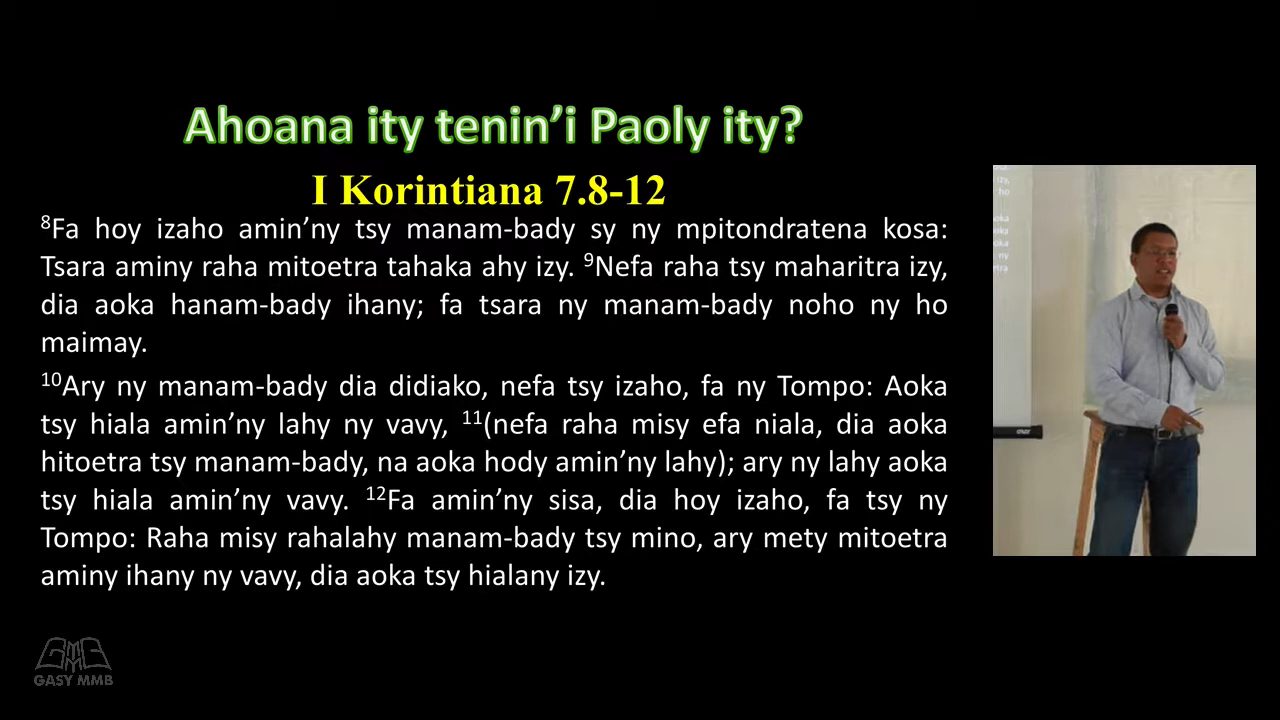 Ahoana ity tenin’i Paoly ity?
I Korintiana 7.8-12
⁸Fa hoy izaho amin’ny tsy manam-bady sy ny mpitondratena kosa:
Tsara aminy raha mitoetra tahaka ahy izy. ⁹Nefa raha tsy maharitra izy,
dia aoka hanam-bady ihany; fa tsara ny manam-bady noho ny ho
maimay.
¹⁰Ary ny manam-bady dia didiako, nefa tsy izaho, fa ny Tompo: Aoka
tsy hiala amin’ny lahy ny vavy, ¹¹(nefa raha misy efa niala, dia aoka
hitoetra tsy manam-bady, na aoka hody amin’ny lahy); ary ny lahy aoka
tsy hiala amin’ny vavy. ¹²Fa amin’ny sisa, dia hoy izaho, fa tsy ny
Tompo: Raha misy rahalahy manam-bady tsy mino, ary mety mitoetra
aminy ihany ny vavy, dia aoka tsy hialany izy.
GASY MMB